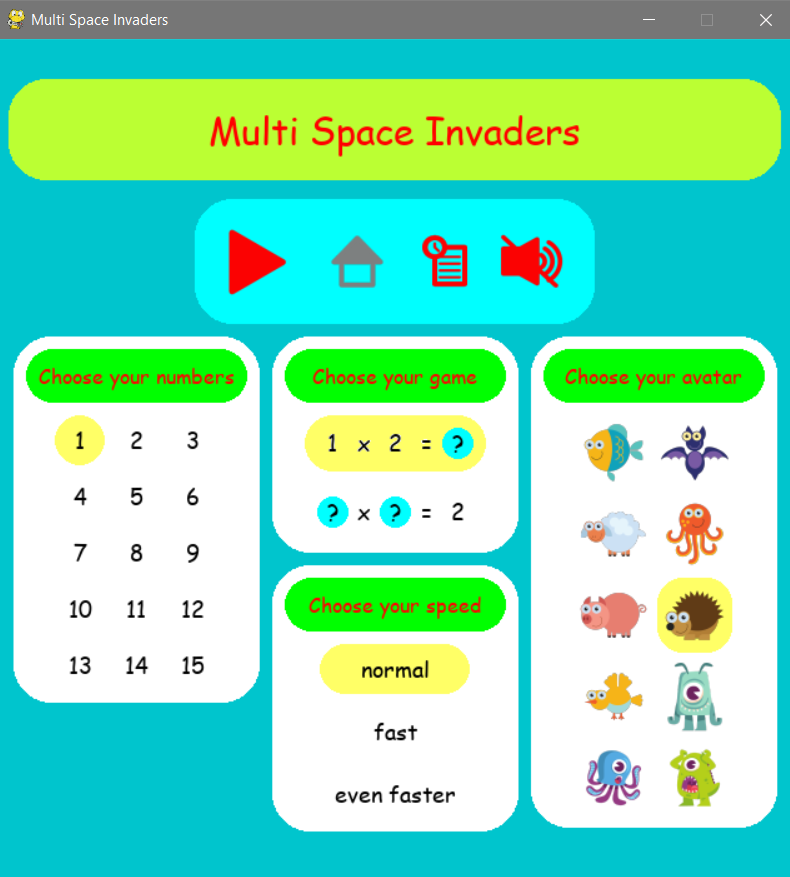 Multi Space Invaders
Multi Space Invaders
Choose your numbers
1 2 3
4 5 6
7 8 9
10 11 12
13 14 15
Choose your game
1 x 2 = ?
? x ? = 2
Choose your speed
normal
fast
even faster
Choose your avatar